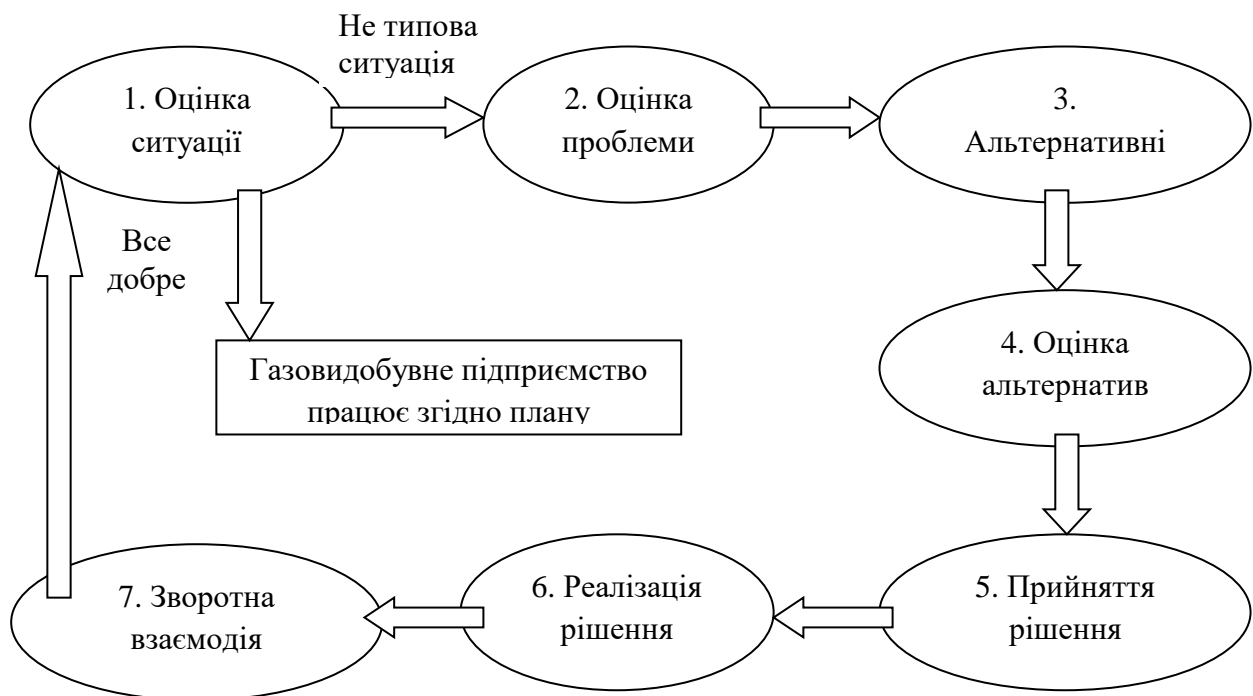 Не типова
ситуація
1. Оцінка
ситуації
2. Оцінка
проблеми
3.
Альтернативні
Все
добре
Газовидобувне підприємство
працює згідно плану
4. Оцінка
альтернатив
5. Прийняття
рішення
6. Реалізація
рішення
7. Зворотна
взаємодія